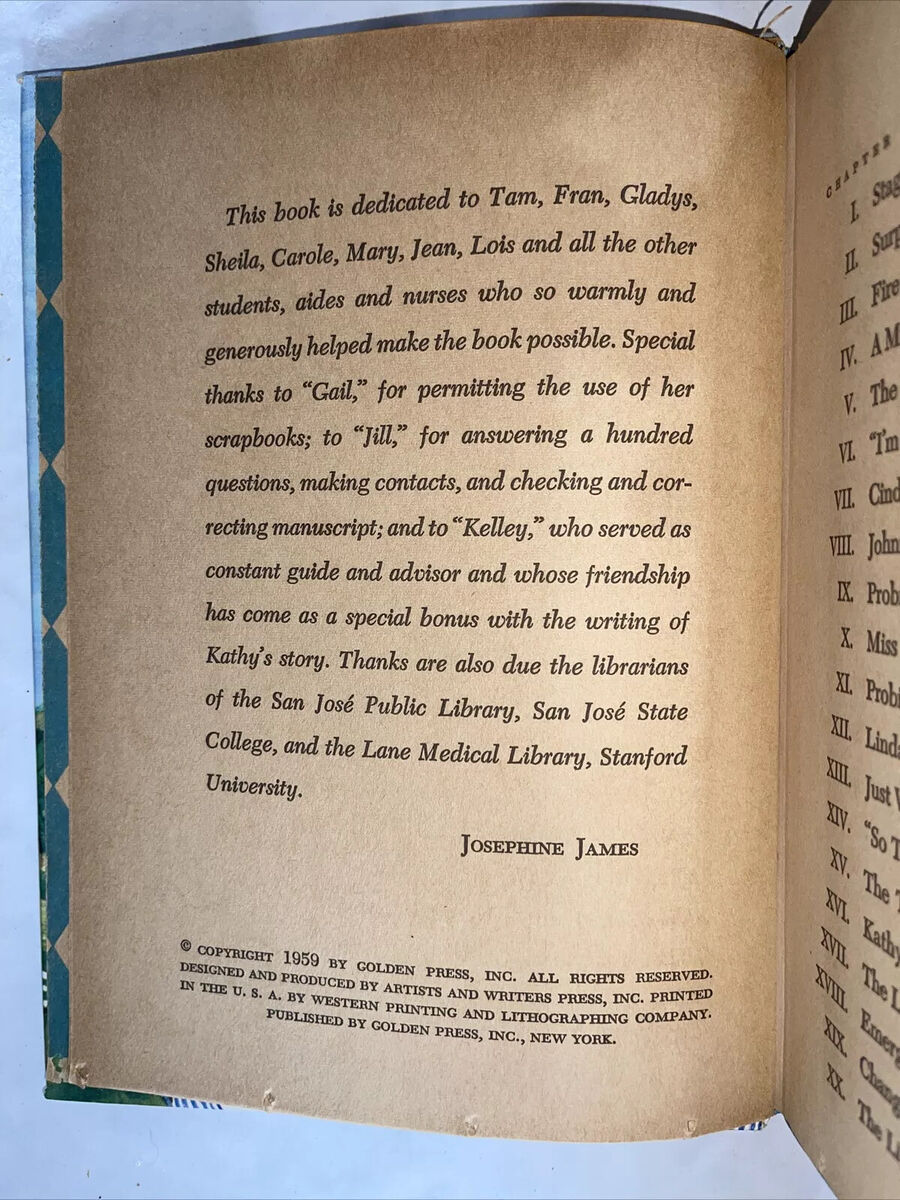 This book is dedicated to Tam, Fran, Gladys,
Sheila, Carole, Mary, Jean, Lois and all the other
students, aides and nurses who so warmly and
generously helped make the book possible. Special
thanks to “Gail,” for permitting the use of her
scrapbooks; to “Jill,” for answering a hundred
questions, making contacts, and checking and cor-
recting manuscript; and to “Kelley,” who served as
constant guide and advisor and whose friendship
has come as a special bonus with the writing of
Kathy’s story. Thanks are also due the librarians
of the San José Public Library, San José State
College, and the Lane Medical Library, Stanford
University.
JOSEPHINE JAMES
© COPYRIGHT 1959 BY GOLDEN PRESS, INC. ALL RIGHTS RESERVED.
DESIGNED AND PRODUCED BY ARTISTS AND WRITERS PRESS, INC. PRINTED
IN THE U. S. A. BY WESTERN PRINTING AND LITHOGRAPHING COMPANY.
PUBLISHED BY GOLDEN PRESS, INC., NEW YORK.
CHAPTER
I.
II.
III. Fire
IV. A M
V. The
VI. “I’m
VII.
VIII.
IX.
X. Miss
XI.
XII.
XIII. Just
XIV. “So
XV. The
XVI. Kathy
XVII. The
XVIII.
XIX.
XX. The